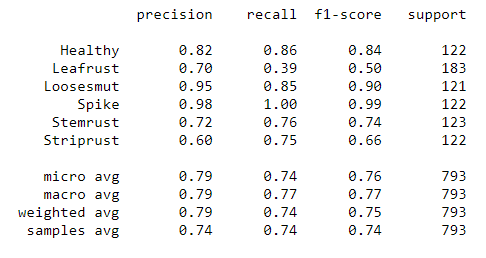 precision recall f1-score support
Healthy 0.82 0.86 0.84 122
Leafrust 0.70 0.39 0.50 183
Loosesmut 0.95 0.85 0.90 121
Spike 0.98 1.00 0.99 122
Stemrust 0.72 0.76 0.74 123
Striprust 0.60 0.75 0.66 122
micro avg 0.79 0.74 0.76 793
macro avg 0.79 0.77 0.77 793
weighted avg 0.79 0.74 0.75 793
samples avg 0.74 0.74 0.74 793